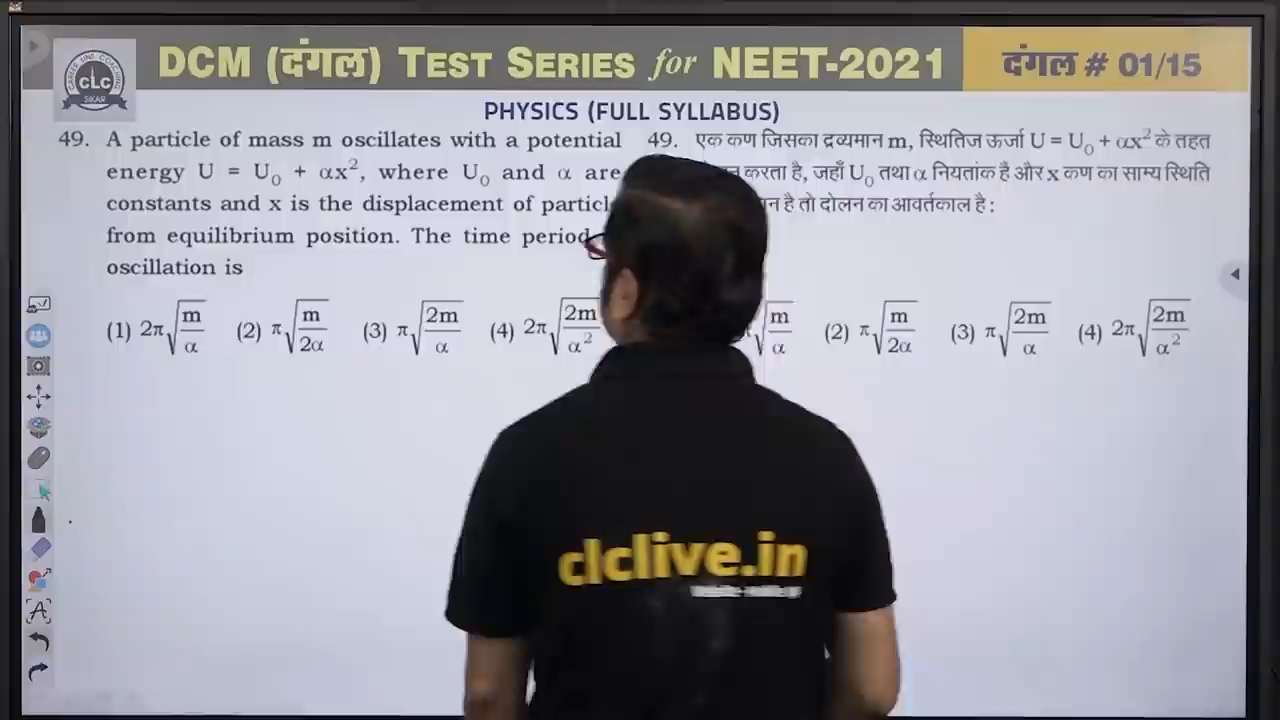 DCM (दंगल) TEST SERIES for NEET-2021
दंगल # 01/15
CLC
SIKAR
PHYSICS (FULL SYLLABUS)
49. A particle of mass m oscillates with a potential
energy U = U₀ + αx², where U₀ and α are
constants and x is the displacement of
from equilibrium position. The time period
oscillation is
(1) 2π√(m/α) (2) π√(m/2α) (3) π√(2m/α) (4) 2π√(2m/α²)
49. एक कण जिसका द्रव्यमान m, स्थितिज ऊर्जा U = U₀ + αx² के तहत
करता है, जहाँ U₀ तथा α नियतांक हैं और x कण का साम्य स्थिति
है तो दोलन का आवर्तकाल है :
√(m/α) (2) π√(m/2α) (3) π√(2m/α) (4) 2π√(2m/α²)
clclive.in